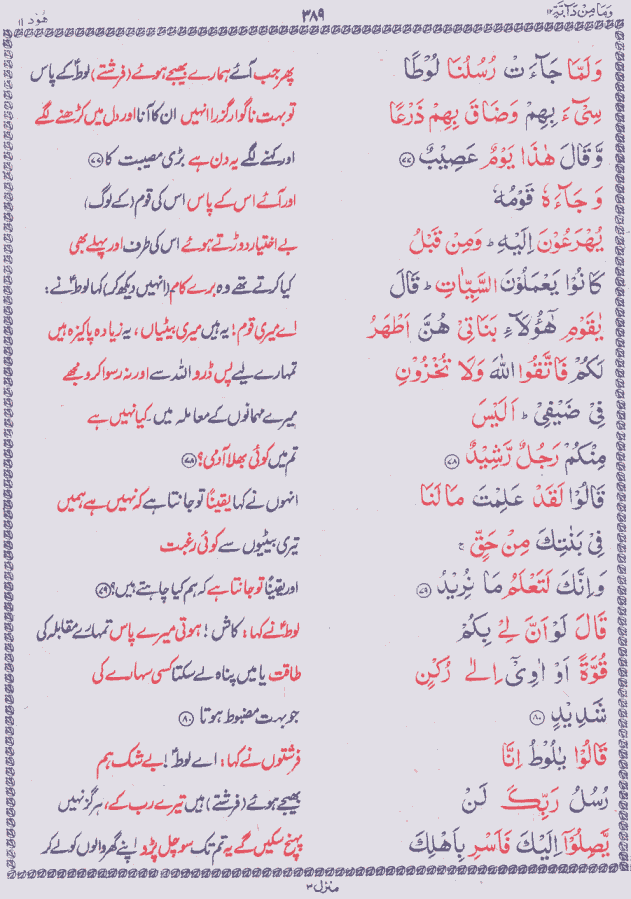 وما من دآبة ۱۲
۳۸۹
هود ۱۱
وَلَمَّا جَآءَتْ رُسُلُنَا لُوْطًا
پھر جب آئے ہمارے بھیجے ہوئے (فرشتے) لوطؑ کے پاس
سِیْٓءَ بِهِمْ وَضَاقَ بِهِمْ ذَرْعًا
تو بہت ناگوار گزرا انہیں ان کا آنا اور دل میں کڑھنے لگے
وَّقَالَ هٰذَا یَوْمٌ عَصِیْبٌ ﴿۷۷﴾
اور کہنے لگے یہ دن ہے بڑی مصیبت کا ﴿۷۷﴾
وَجَآءَهٗ قَوْمُهٗ
اور آئے اس کے پاس اس کی قوم (کے لوگ)
یُهْرَعُوْنَ اِلَیْهِ ؕ وَمِنْ قَبْلُ
بے اختیار دوڑتے ہوئے اس کی طرف اور پہلے بھی
كَانُوْا یَعْمَلُوْنَ السَّیِّاٰتِ ؕ قَالَ
کیا کرتے تھے وہ برے کام (انہیں دیکھ کر) کہا لوطؑ نے:
یٰقَوْمِ هٰٓؤُلَآءِ بَنَاتِیْ هُنَّ اَطْهَرُ
اے میری قوم! یہ ہیں میری بیٹیاں، یہ زیادہ پاکیزہ ہیں
لَكُمْ فَاتَّقُوا اللّٰهَ وَلَا تُخْزُوْنِ
تمہارے لیے پس ڈرو اللہ سے اور نہ رسوا کرو مجھے
فِیْ ضَیْفِیْ ؕ اَلَیْسَ
میرے مہمانوں کے معاملہ میں۔ کیا نہیں ہے
مِنْكُمْ رَجُلٌ رَّشِیْدٌ ﴿۷۸﴾
تم میں کوئی بھلا آدمی؟ ﴿۷۸﴾
قَالُوْا لَقَدْ عَلِمْتَ مَا لَنَا
انہوں نے کہا یقیناً تو جانتا ہے کہ نہیں ہے ہمیں
فِیْ بَنٰتِكَ مِنْ حَقٍّ ۚ
تیری بیٹیوں سے کوئی رغبت
وَاِنَّكَ لَتَعْلَمُ مَا نُرِیْدُ ﴿۷۹﴾
اور یقیناً تو جانتا ہے کہ ہم کیا چاہتے ہیں؟ ﴿۷۹﴾
قَالَ لَوْ اَنَّ لِیْ بِكُمْ
لوطؑ نے کہا: کاش! ہوتی میرے پاس تمہارے مقابلہ کی
قُوَّةً اَوْ اٰوِیْٓ اِلٰی رُكْنٍ
طاقت یا میں پناہ لے سکتا کسی سہارے کی
شَدِیْدٍ ﴿۸۰﴾
جو بہت مضبوط ہوتا ﴿۸۰﴾
قَالُوْا یٰلُوْطُ اِنَّا
فرشتوں نے کہا: اے لوطؑ! بے شک ہم
رُسُلُ رَبِّكَ لَنْ
بھیجے ہوئے (فرشتے) ہیں تیرے رب کے، ہرگز نہیں
یَّصِلُوْٓا اِلَیْكَ فَاَسْرِ بِاَهْلِكَ
پہنچ سکیں گے یہ تم تک سو چل پڑو اپنے گھر والوں کو لے کر
منزل ۳